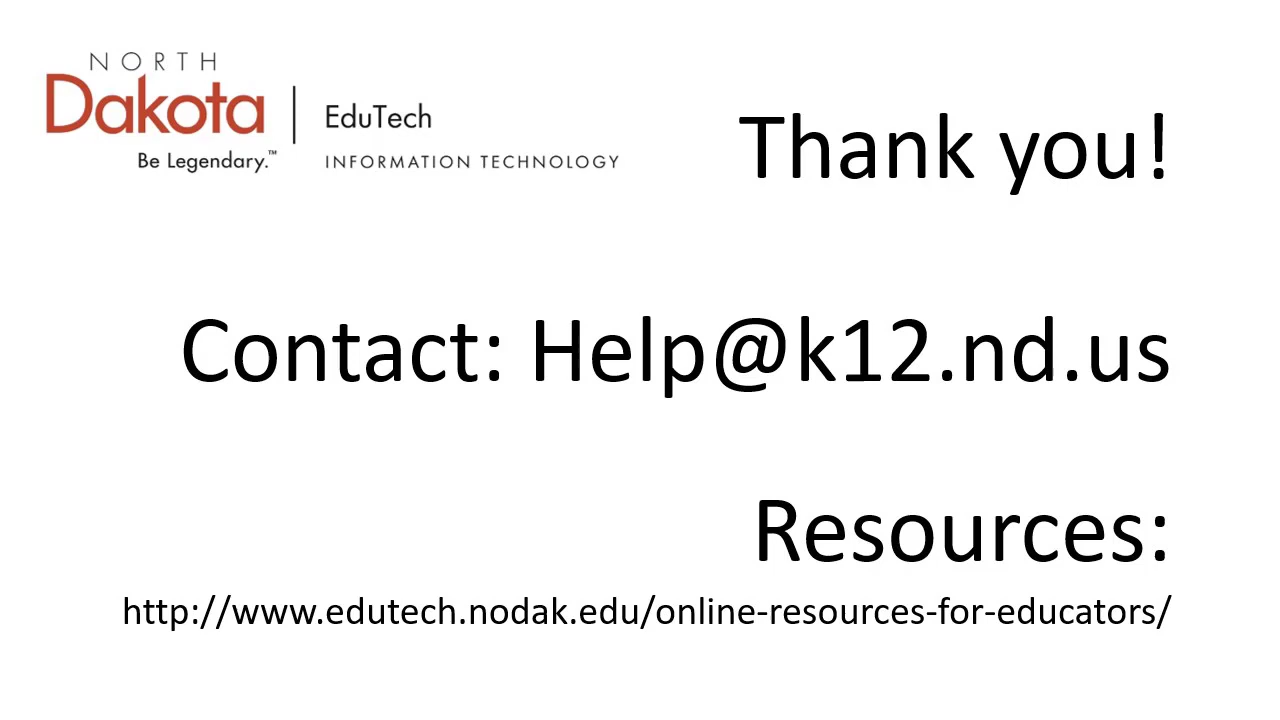 NORTH
Dakota
Be Legendary.™
EduTech
INFORMATION TECHNOLOGY
Thank you!
Contact: Help@k12.nd.us
Resources:
http://www.edutech.nodak.edu/online-resources-for-educators/